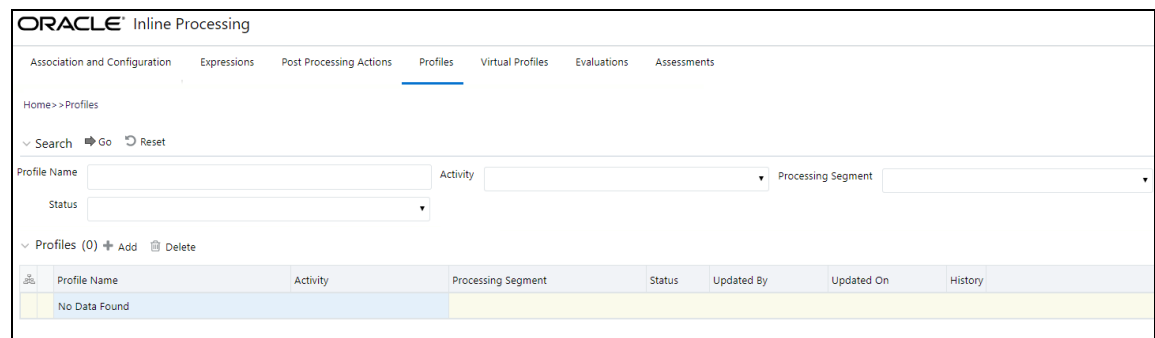 ORACLE® Inline Processing
Association and Configuration Expressions Post Processing Actions Profiles Virtual Profiles Evaluations Assessments
Home>>Profiles
Search Go Reset
Profile Name Activity Processing Segment
Status
Profiles (0) Add Delete
Profile Name Activity Processing Segment Status Updated By Updated On History
No Data Found